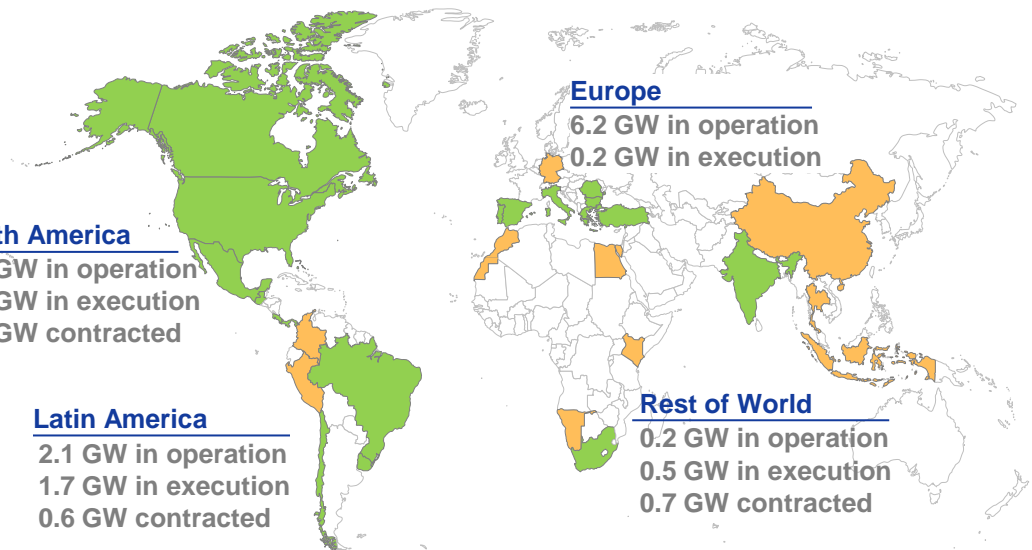 Europe
6.2 GW in operation
0.2 GW in execution
America
GW in operation
GW in execution
GW contracted
Latin America
2.1 GW in operation
1.7 GW in execution
0.6 GW contracted
Rest of World
0.2 GW in operation
0.5 GW in execution
0.7 GW contracted